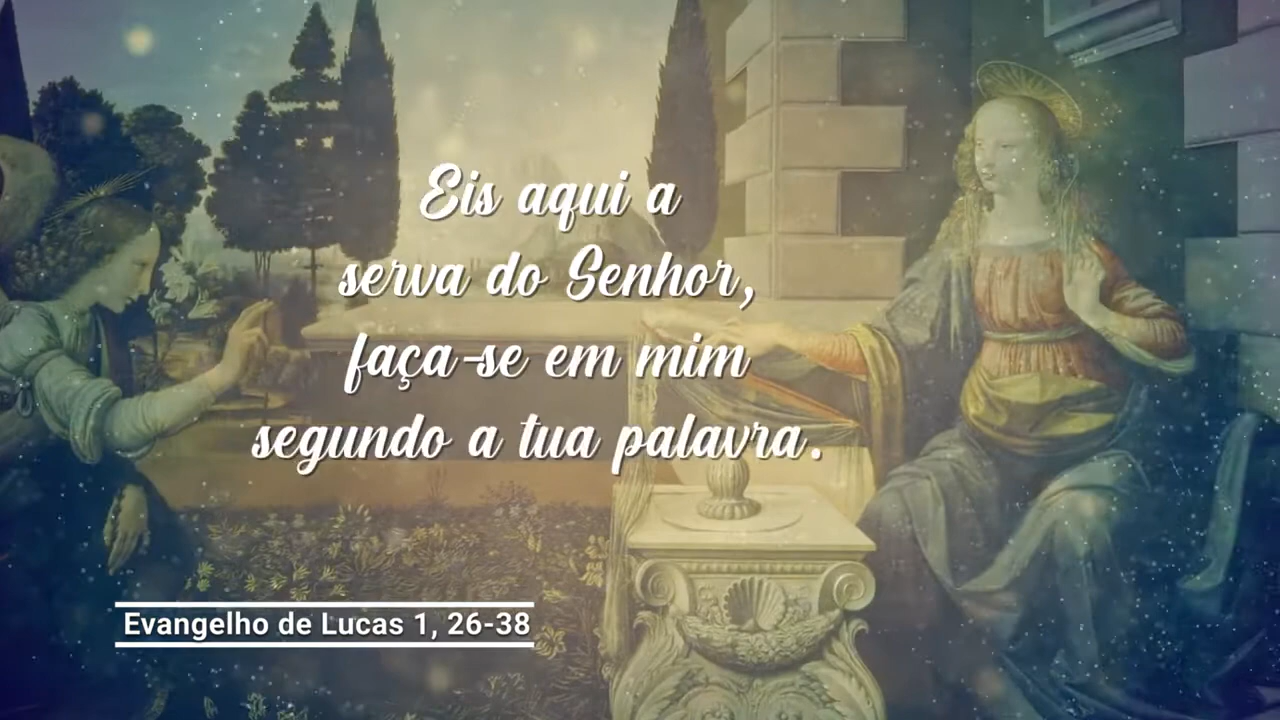 Eis aqui a
serva do Senhor,
faça-se em mim
segundo a tua palavra.
Evangelho de Lucas 1, 26-38